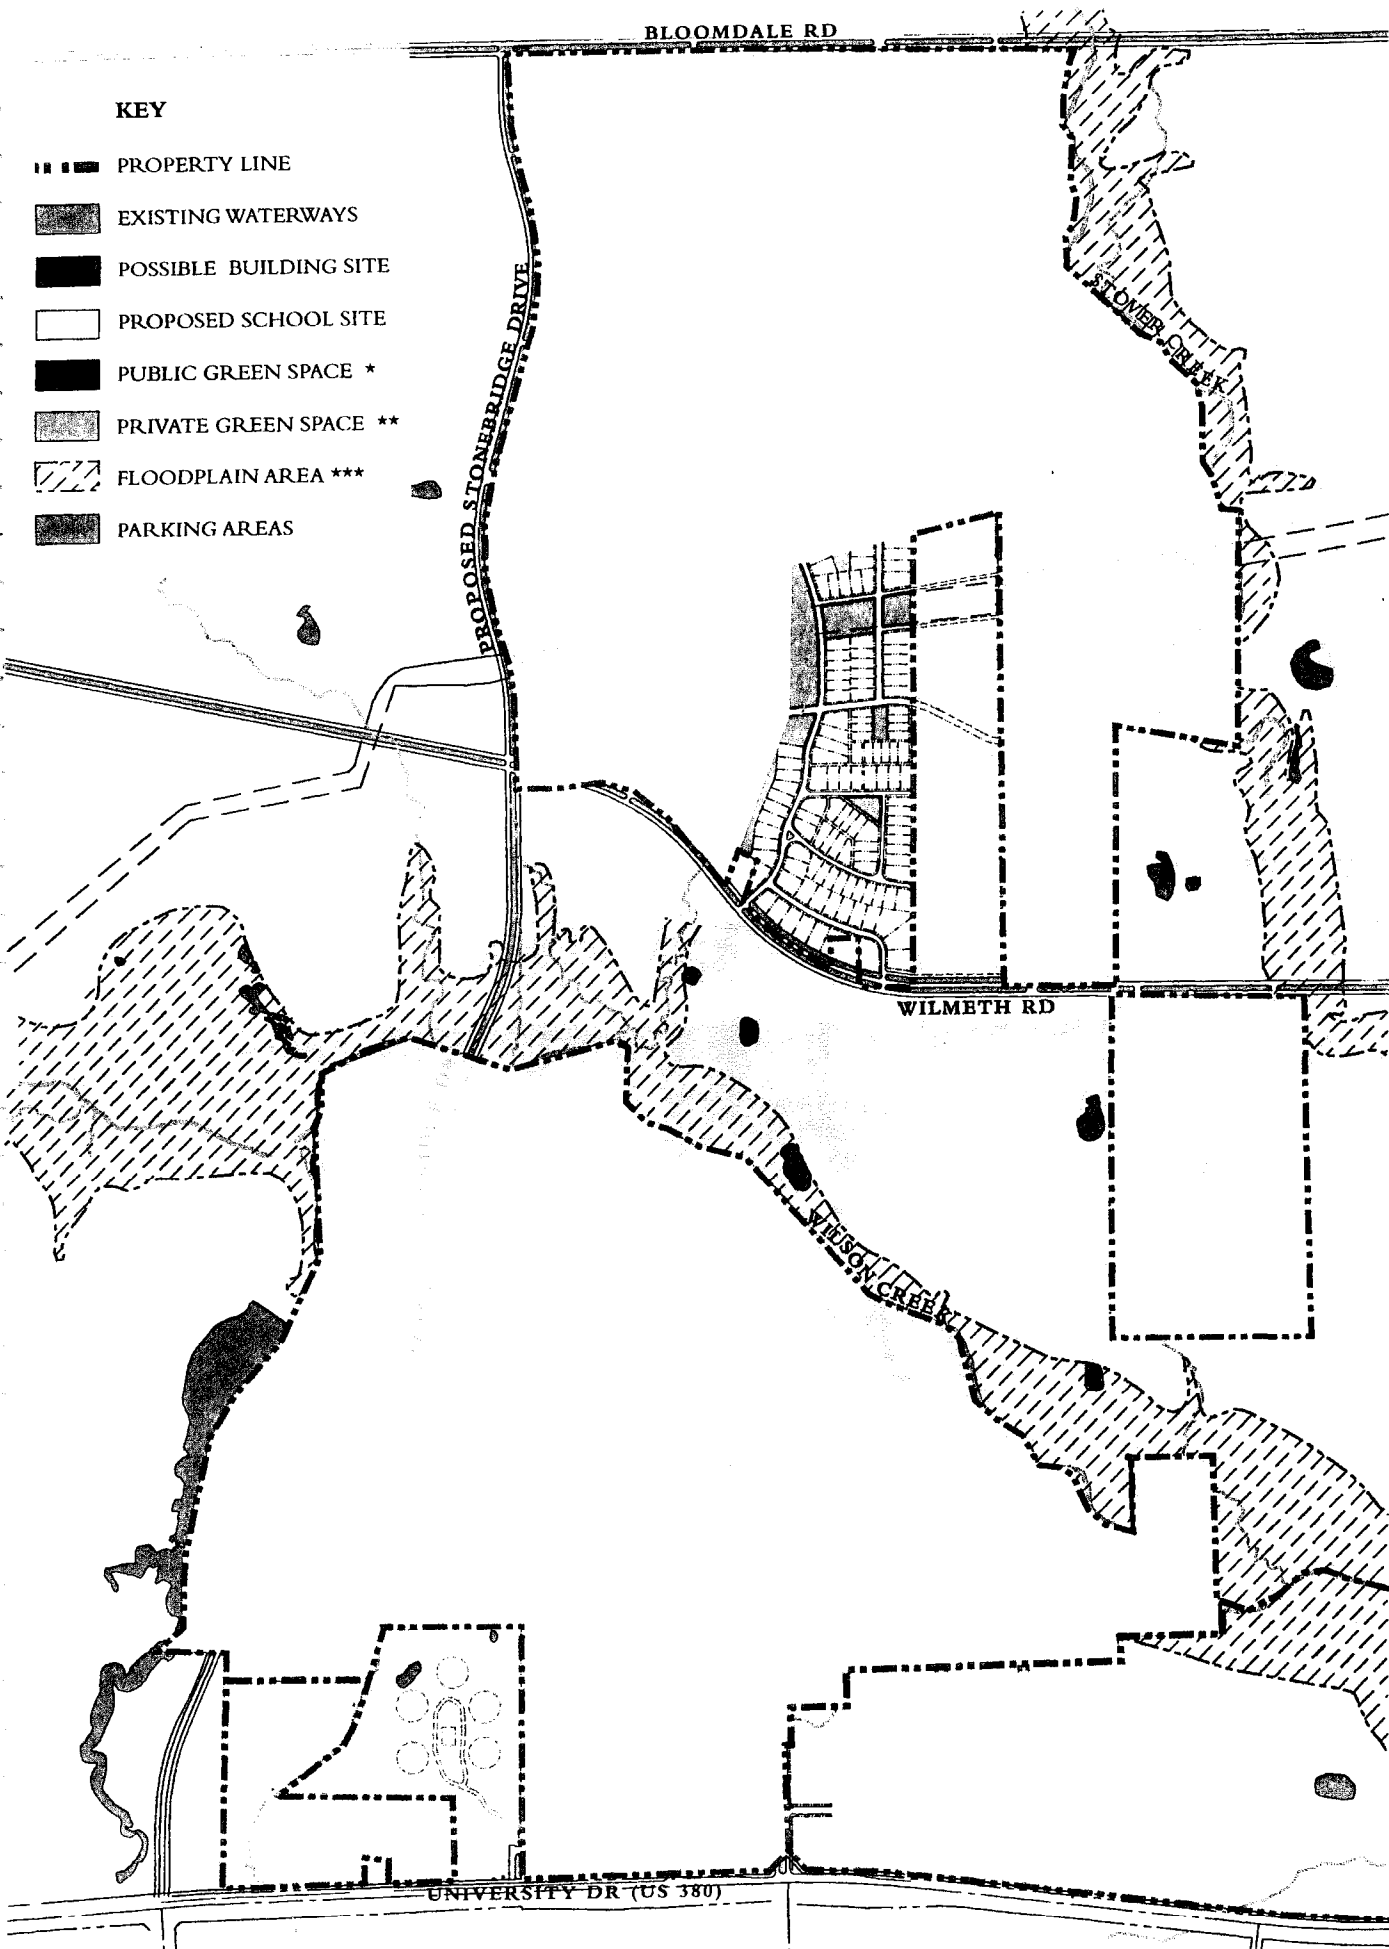 BLOOMDALE RD
KEY
PROPERTY LINE
EXISTING WATERWAYS
POSSIBLE BUILDING SITE
PROPOSED SCHOOL SITE
PUBLIC GREEN SPACE ★
PRIVATE GREEN SPACE ★★
FLOODPLAIN AREA ★★★
PARKING AREAS
PROPOSED STONEBRIDGE DRIVE
STOVER CREEK
WILMETH RD
WILSON CREEK
UNIVERSITY DR (US 380)